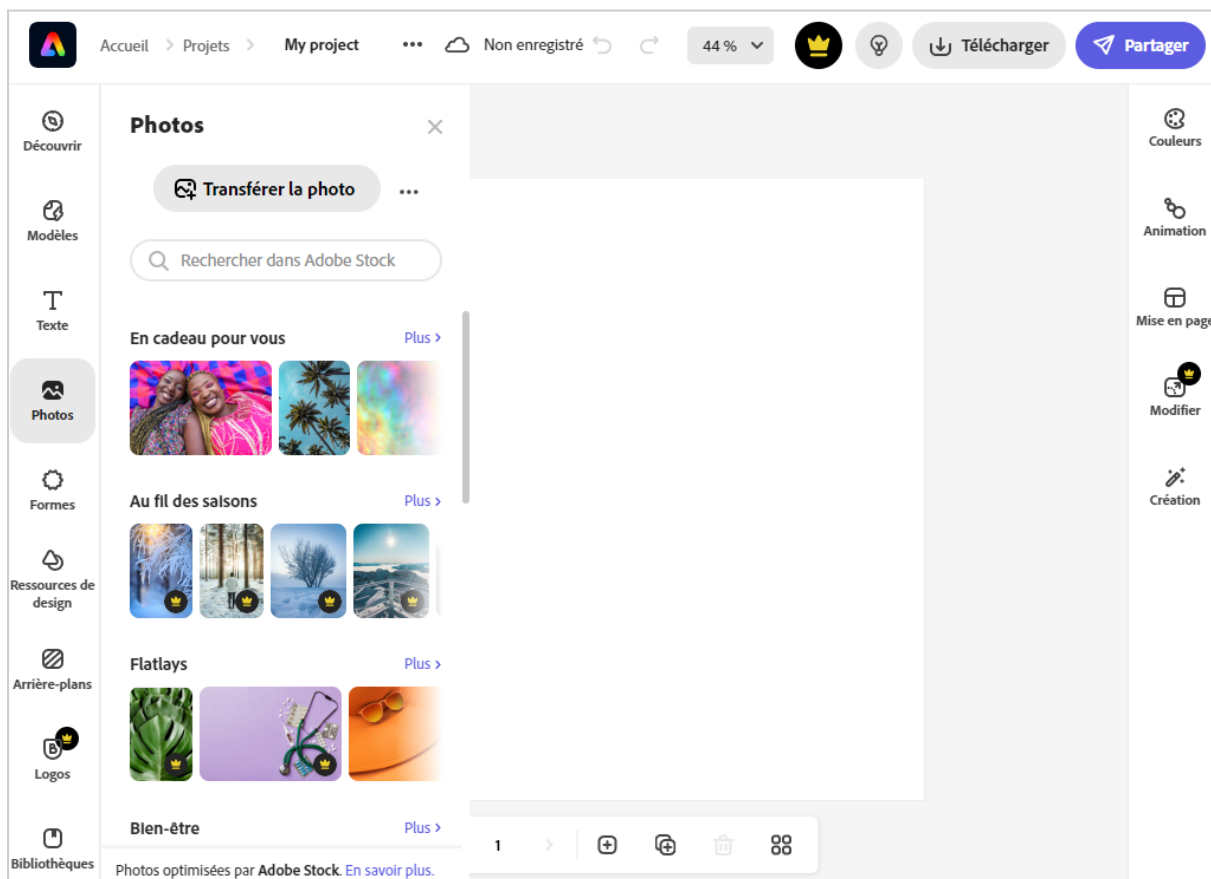 Accueil > Projets > My project ••• Non enregistré 44 % Télécharger Partager
Découvrir
Modèles
Texte
Photos
Formes
Ressources de
design
Arrière-plans
B
Logos
Bibliothèques
Photos
Transférer la photo •••
Rechercher dans Adobe Stock
En cadeau pour vous Plus >
Au fil des saisons Plus >
Flatlays Plus >
Bien-être Plus >
Photos optimisées par Adobe Stock. En savoir plus.
1
Couleurs
Animation
Mise en page
Modifier
Création